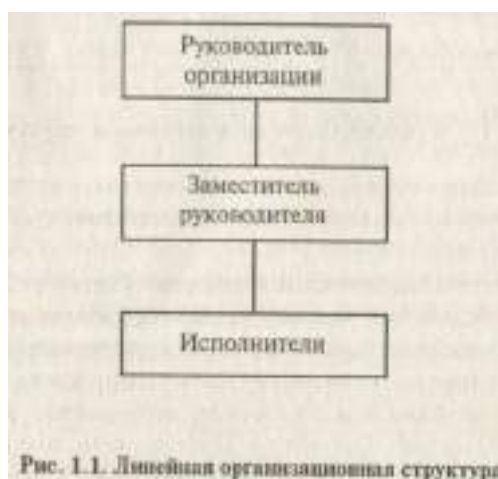 Руководитель
организации
Заместитель
руководителя
Исполнители
Рис. 1.1. Линейная организационная структура